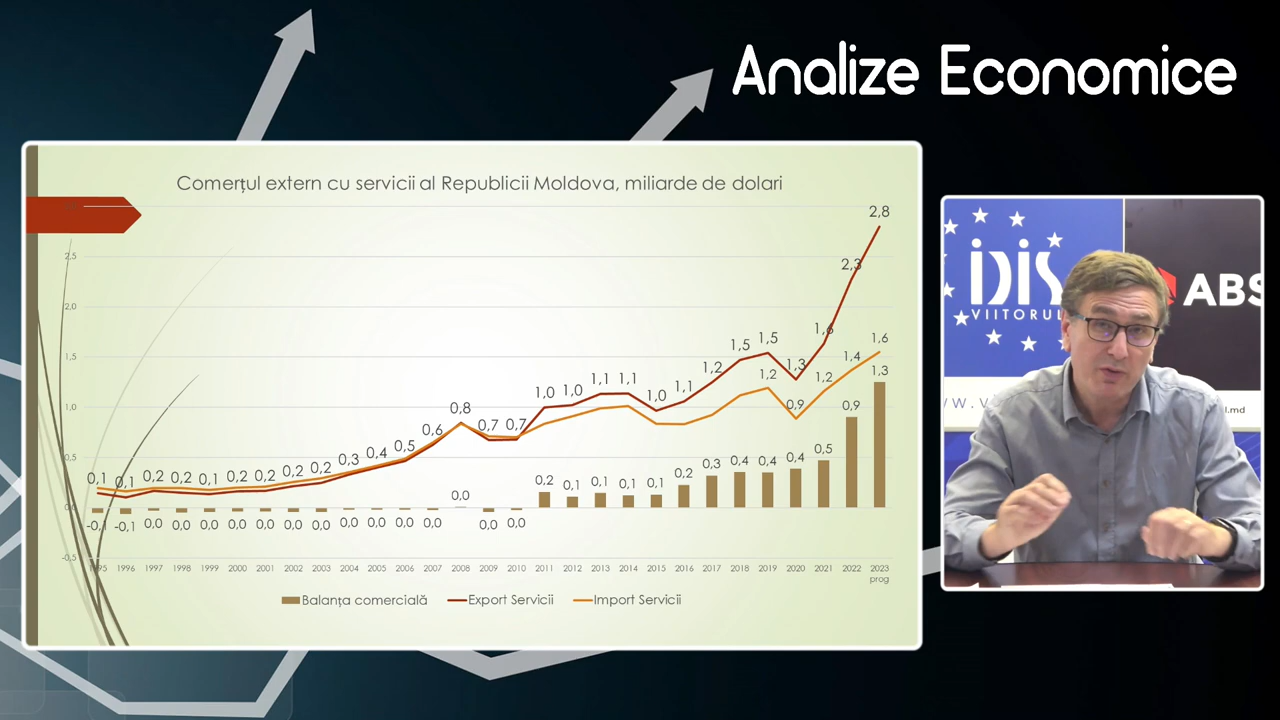 Analize Economice
Comerțul extern cu servicii al Republicii Moldova, miliarde de dolari
2,8
2,5
2,3
2,0
1,6
1,5
1,5 1,5
1,3
1,6
1,4
1,3
1,2
1,2
1,2
1,0 1,0 1,1 1,1 1,0 1,1
1,0
0,9
0,9
0,8
0,6
0,7 0,7
0,5
0,1 0,1 0,2 0,2 0,1 0,2 0,2 0,2 0,2 0,3 0,4 0,5
0,2 0,1 0,1 0,1 0,1 0,2 0,3 0,4 0,4 0,4 0,5
0,0
-0,1 -0,1 0,0 0,0 0,0 0,0 0,0 0,0 0,0 0,0 0,0 0,0 0,0 0,0 0,0
-0,5
1996 1997 1998 1999 2000 2001 2002 2003 2004 2005 2006 2007 2008 2009 2010 2011 2012 2013 2014 2015 2016 2017 2018 2019 2020 2021 2022 2023
prog
Balanța comercială Export Servicii Import Servicii
IDIS
VIITORUL
ABS
W.V
l.md